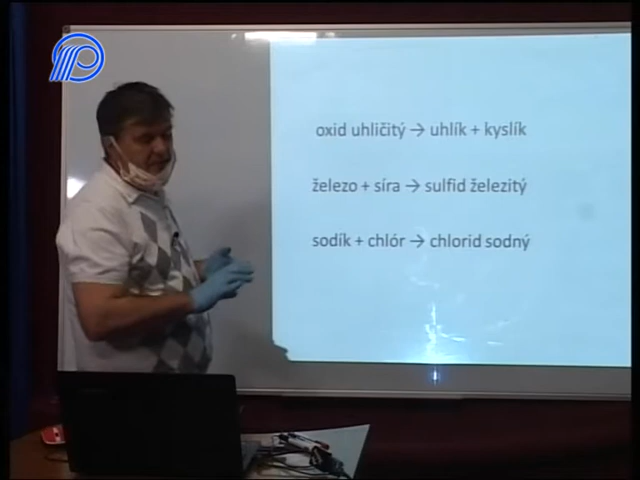 oxid uhličitý → uhlík + kyslík
železo + síra → sulfid železitý
sodík + chlór → chlorid sodný